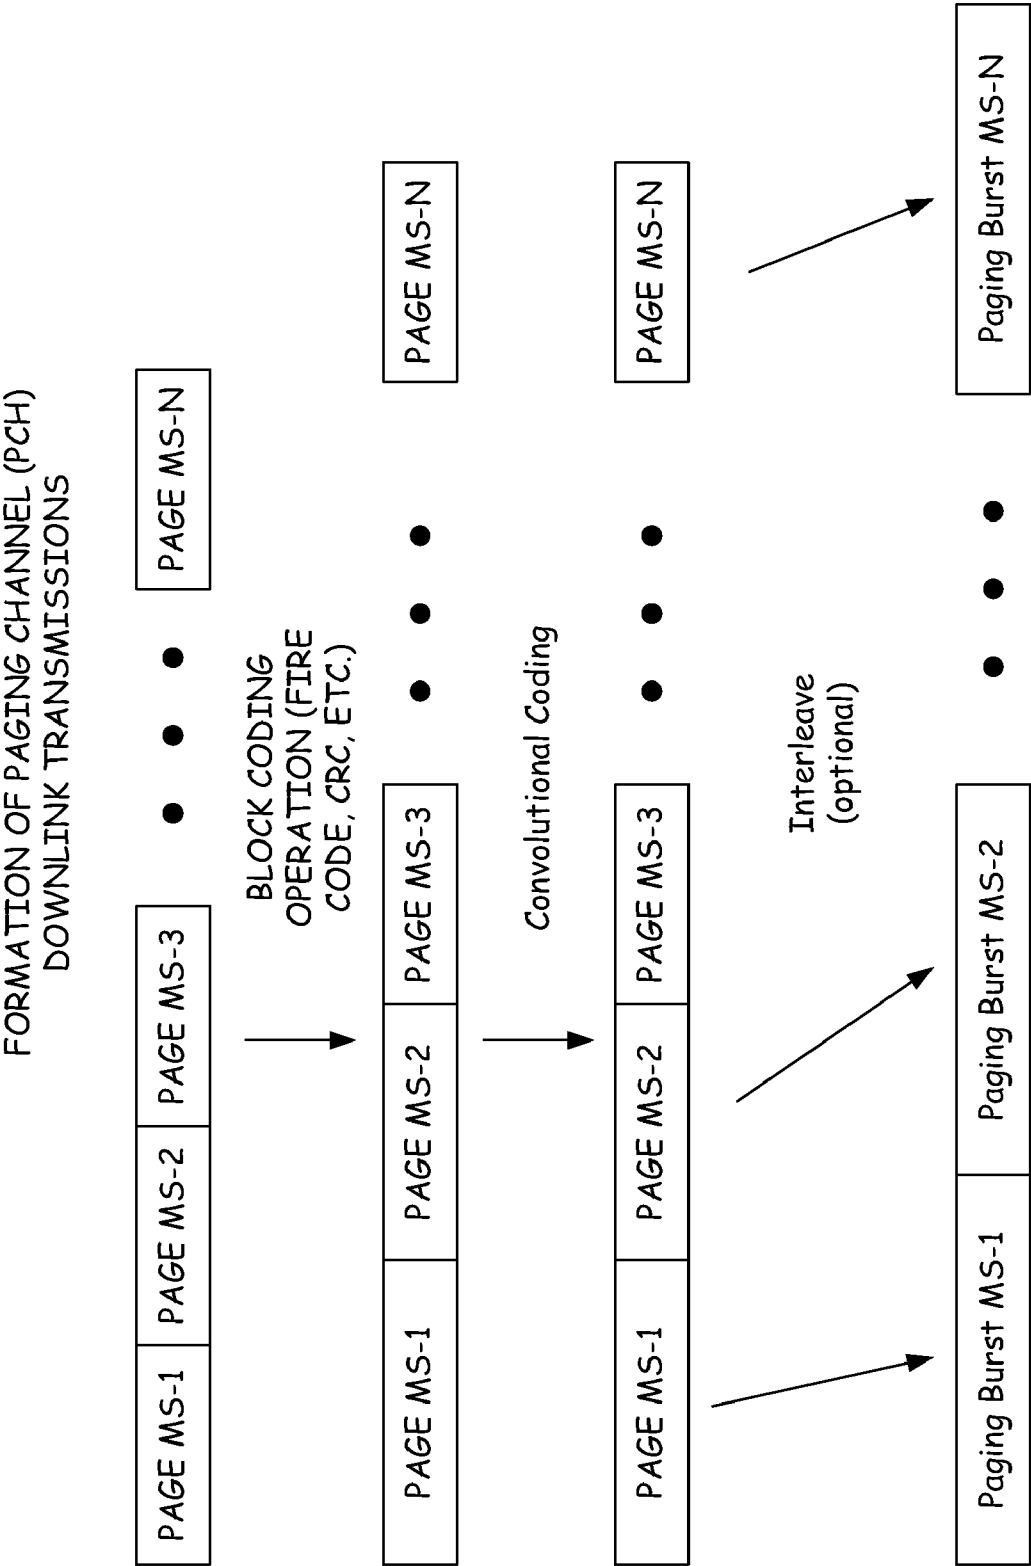 FORMATION OF PAGING CHANNEL (PCH)
DOWNLINK TRANSMISSIONS
PAGE MS-1 PAGE MS-2 PAGE MS-3 PAGE MS-N
BLOCK CODING
OPERATION (FIRE
CODE, CRC, ETC.)
PAGE MS-1 PAGE MS-2 PAGE MS-3 PAGE MS-N
Convolutional Coding
PAGE MS-1 PAGE MS-2 PAGE MS-3 PAGE MS-N
Interleave
(optional)
Paging Burst MS-1 Paging Burst MS-2 Paging Burst MS-N